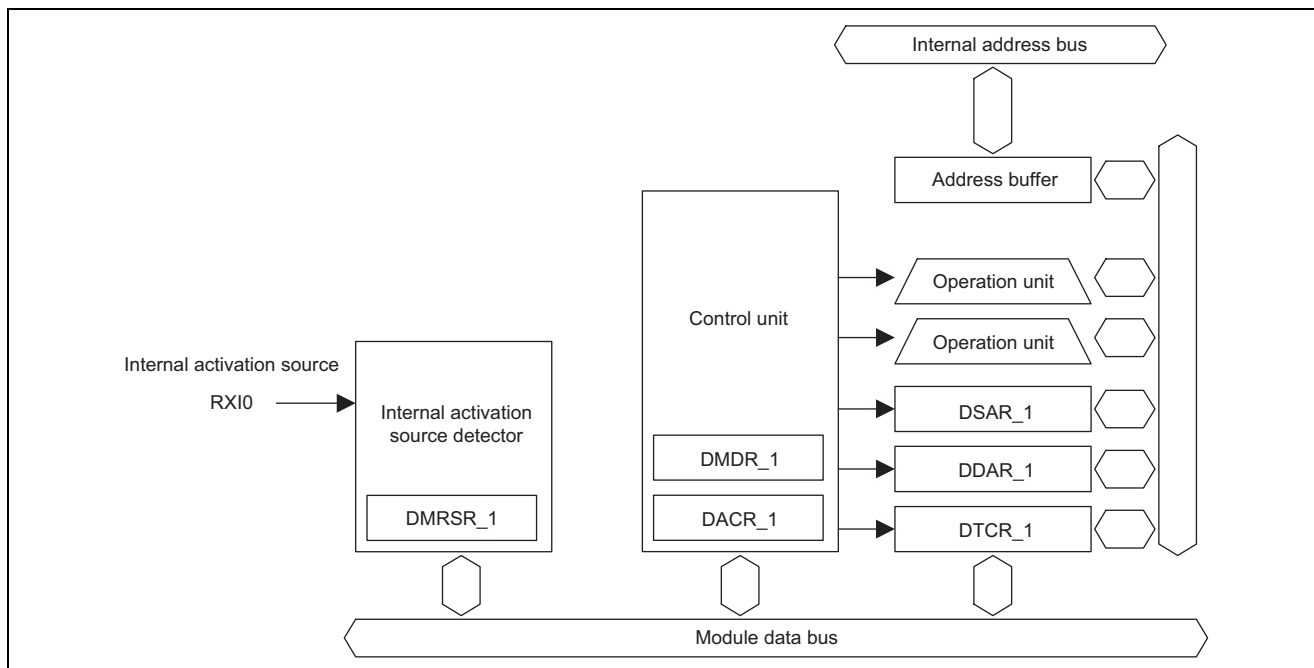 Internal address bus
Address buffer
Operation unit
Control unit
Operation unit
Internal activation source
RXI0
Internal activation
source detector
DSAR_1
DMDR_1
DDAR_1
DMRSR_1
DACR_1
DTCR_1
Module data bus